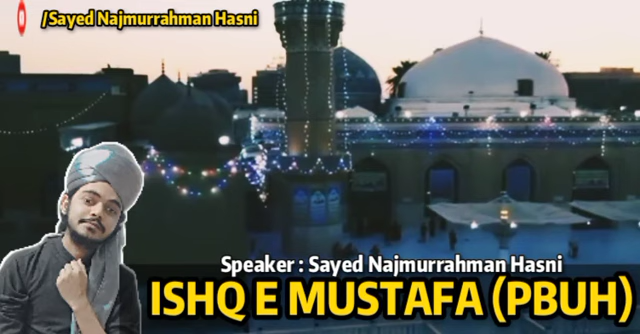 /Sayed Najmurrahman Hasni
Speaker : Sayed Najmurrahman Hasni
ISHQ E MUSTAFA (PBUH)